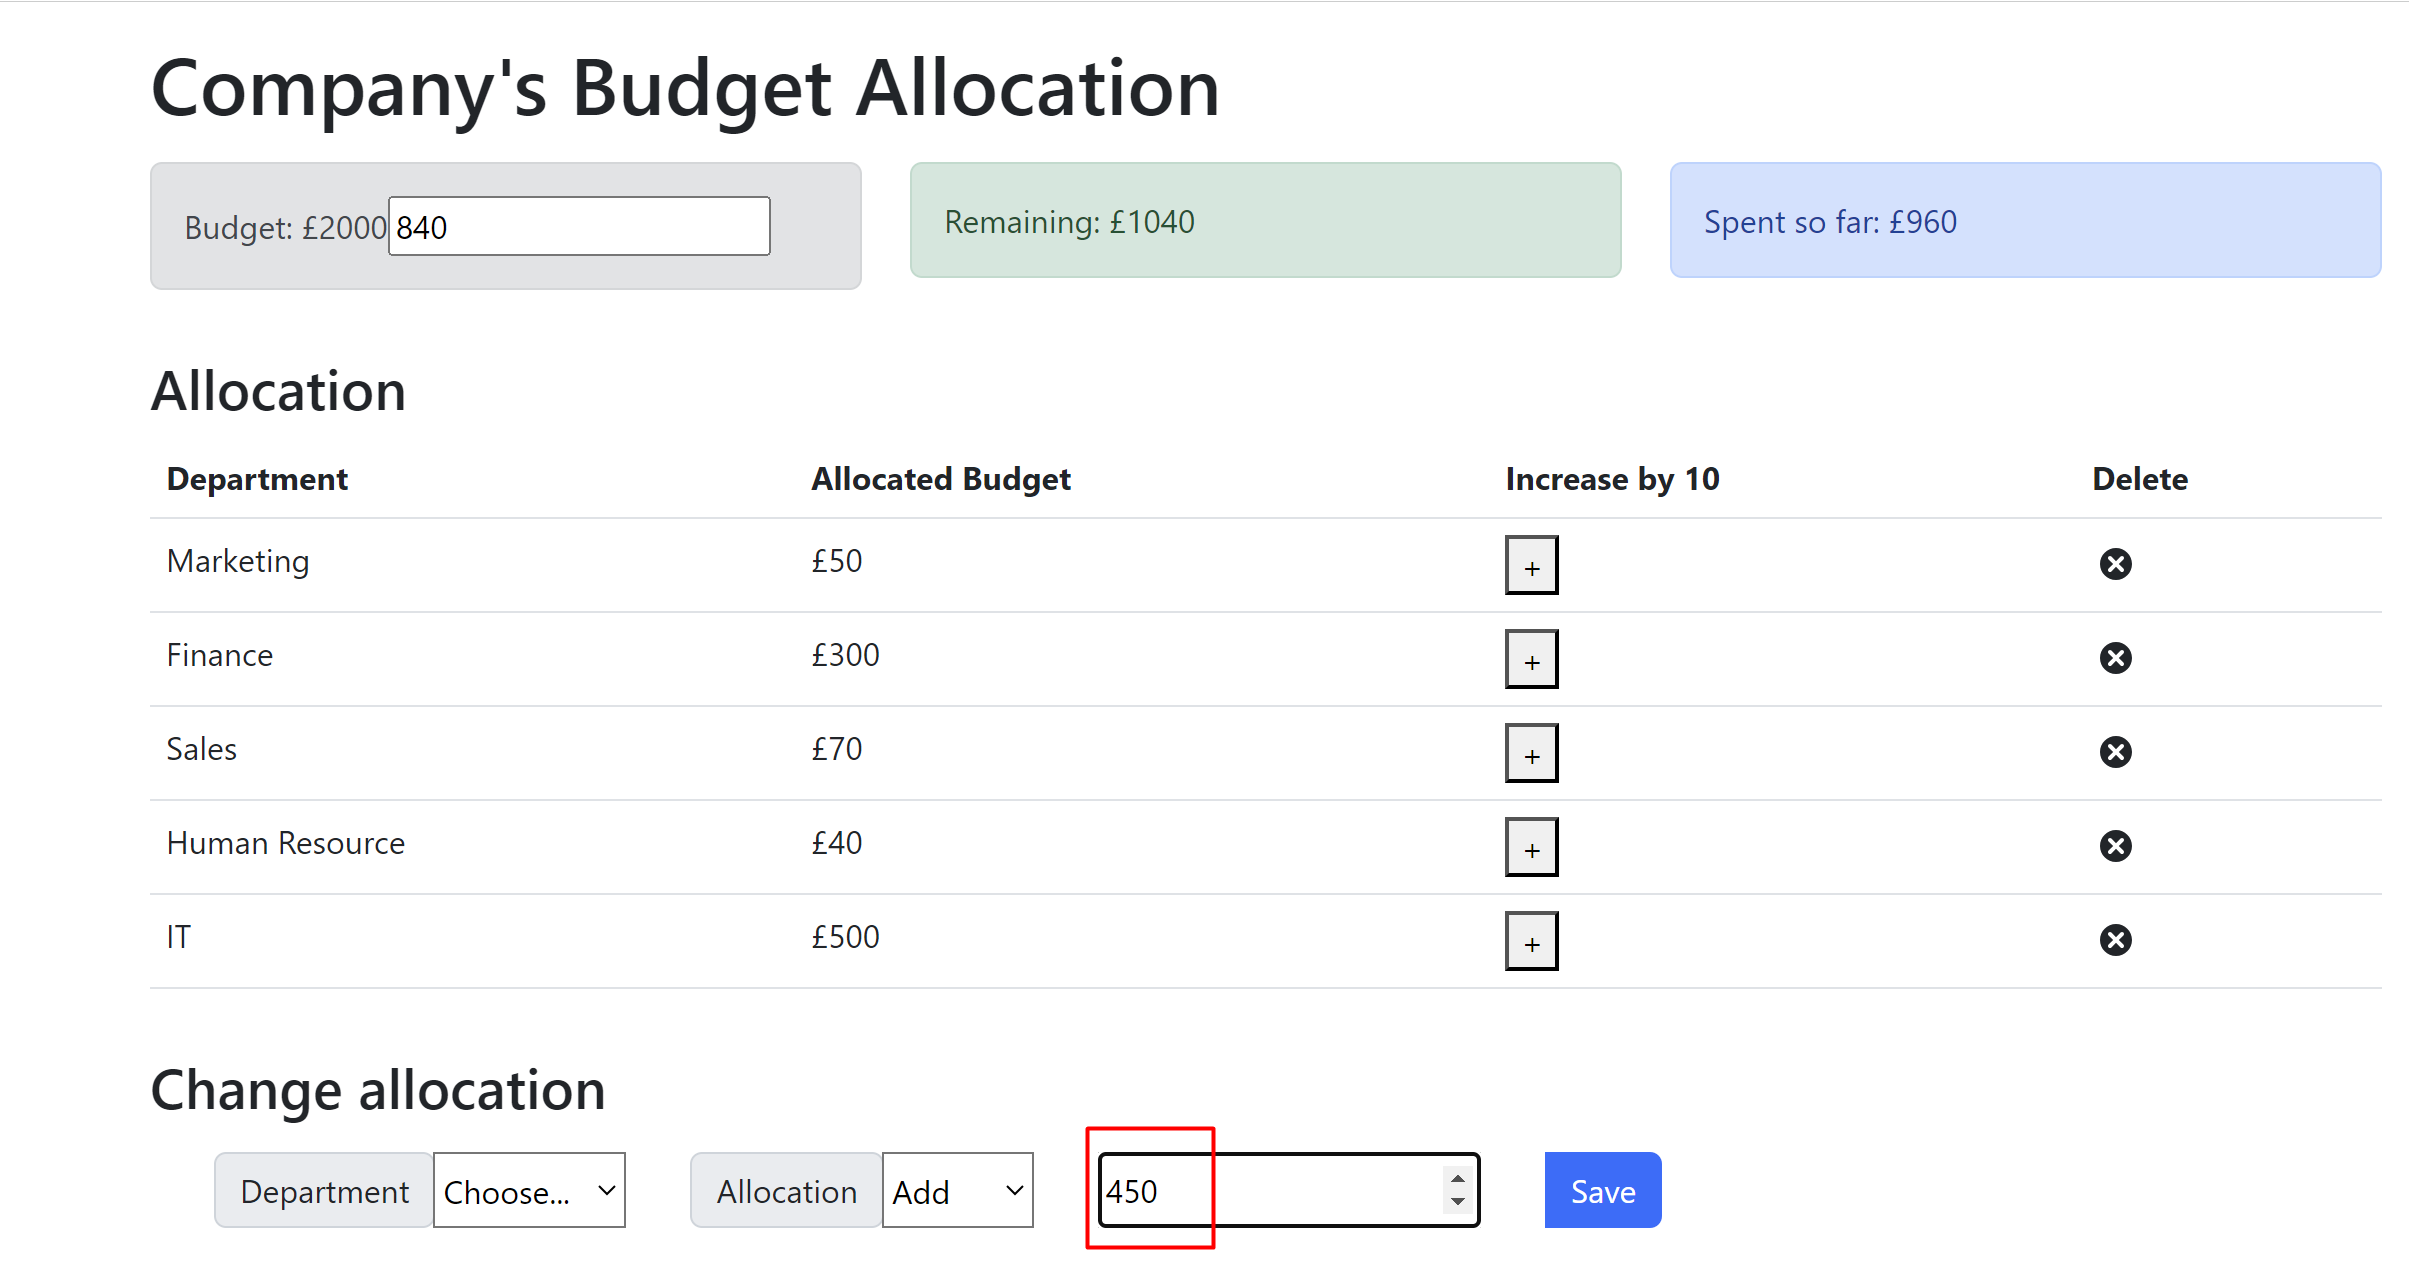 Company's Budget Allocation
Budget: £2000 840 Remaining: £1040 Spent so far: £960
Allocation
Department Allocated Budget Increase by 10 Delete
Marketing £50 +
Finance £300 +
Sales £70 +
Human Resource £40 +
IT £500 +
Change allocation
Department Choose... Allocation Add 450 Save